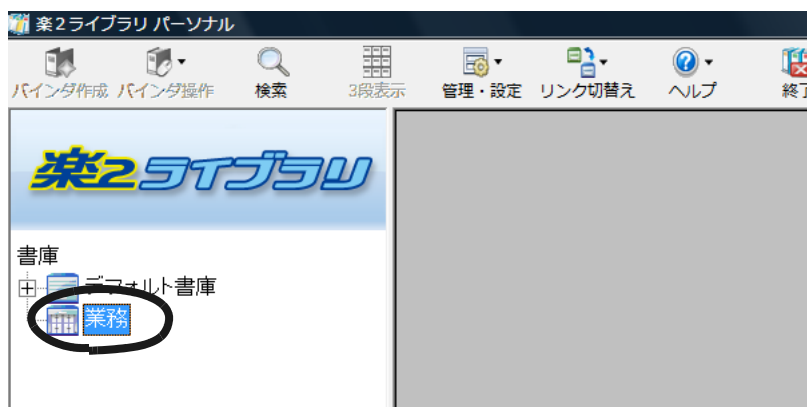 楽2ライブラリ パーソナル
バインダ作成 バインダ操作 検索 3段表示 管理・設定 リンク切替え ヘルプ 終了
楽2ライブラリ
書庫
デフォルト書庫
業務